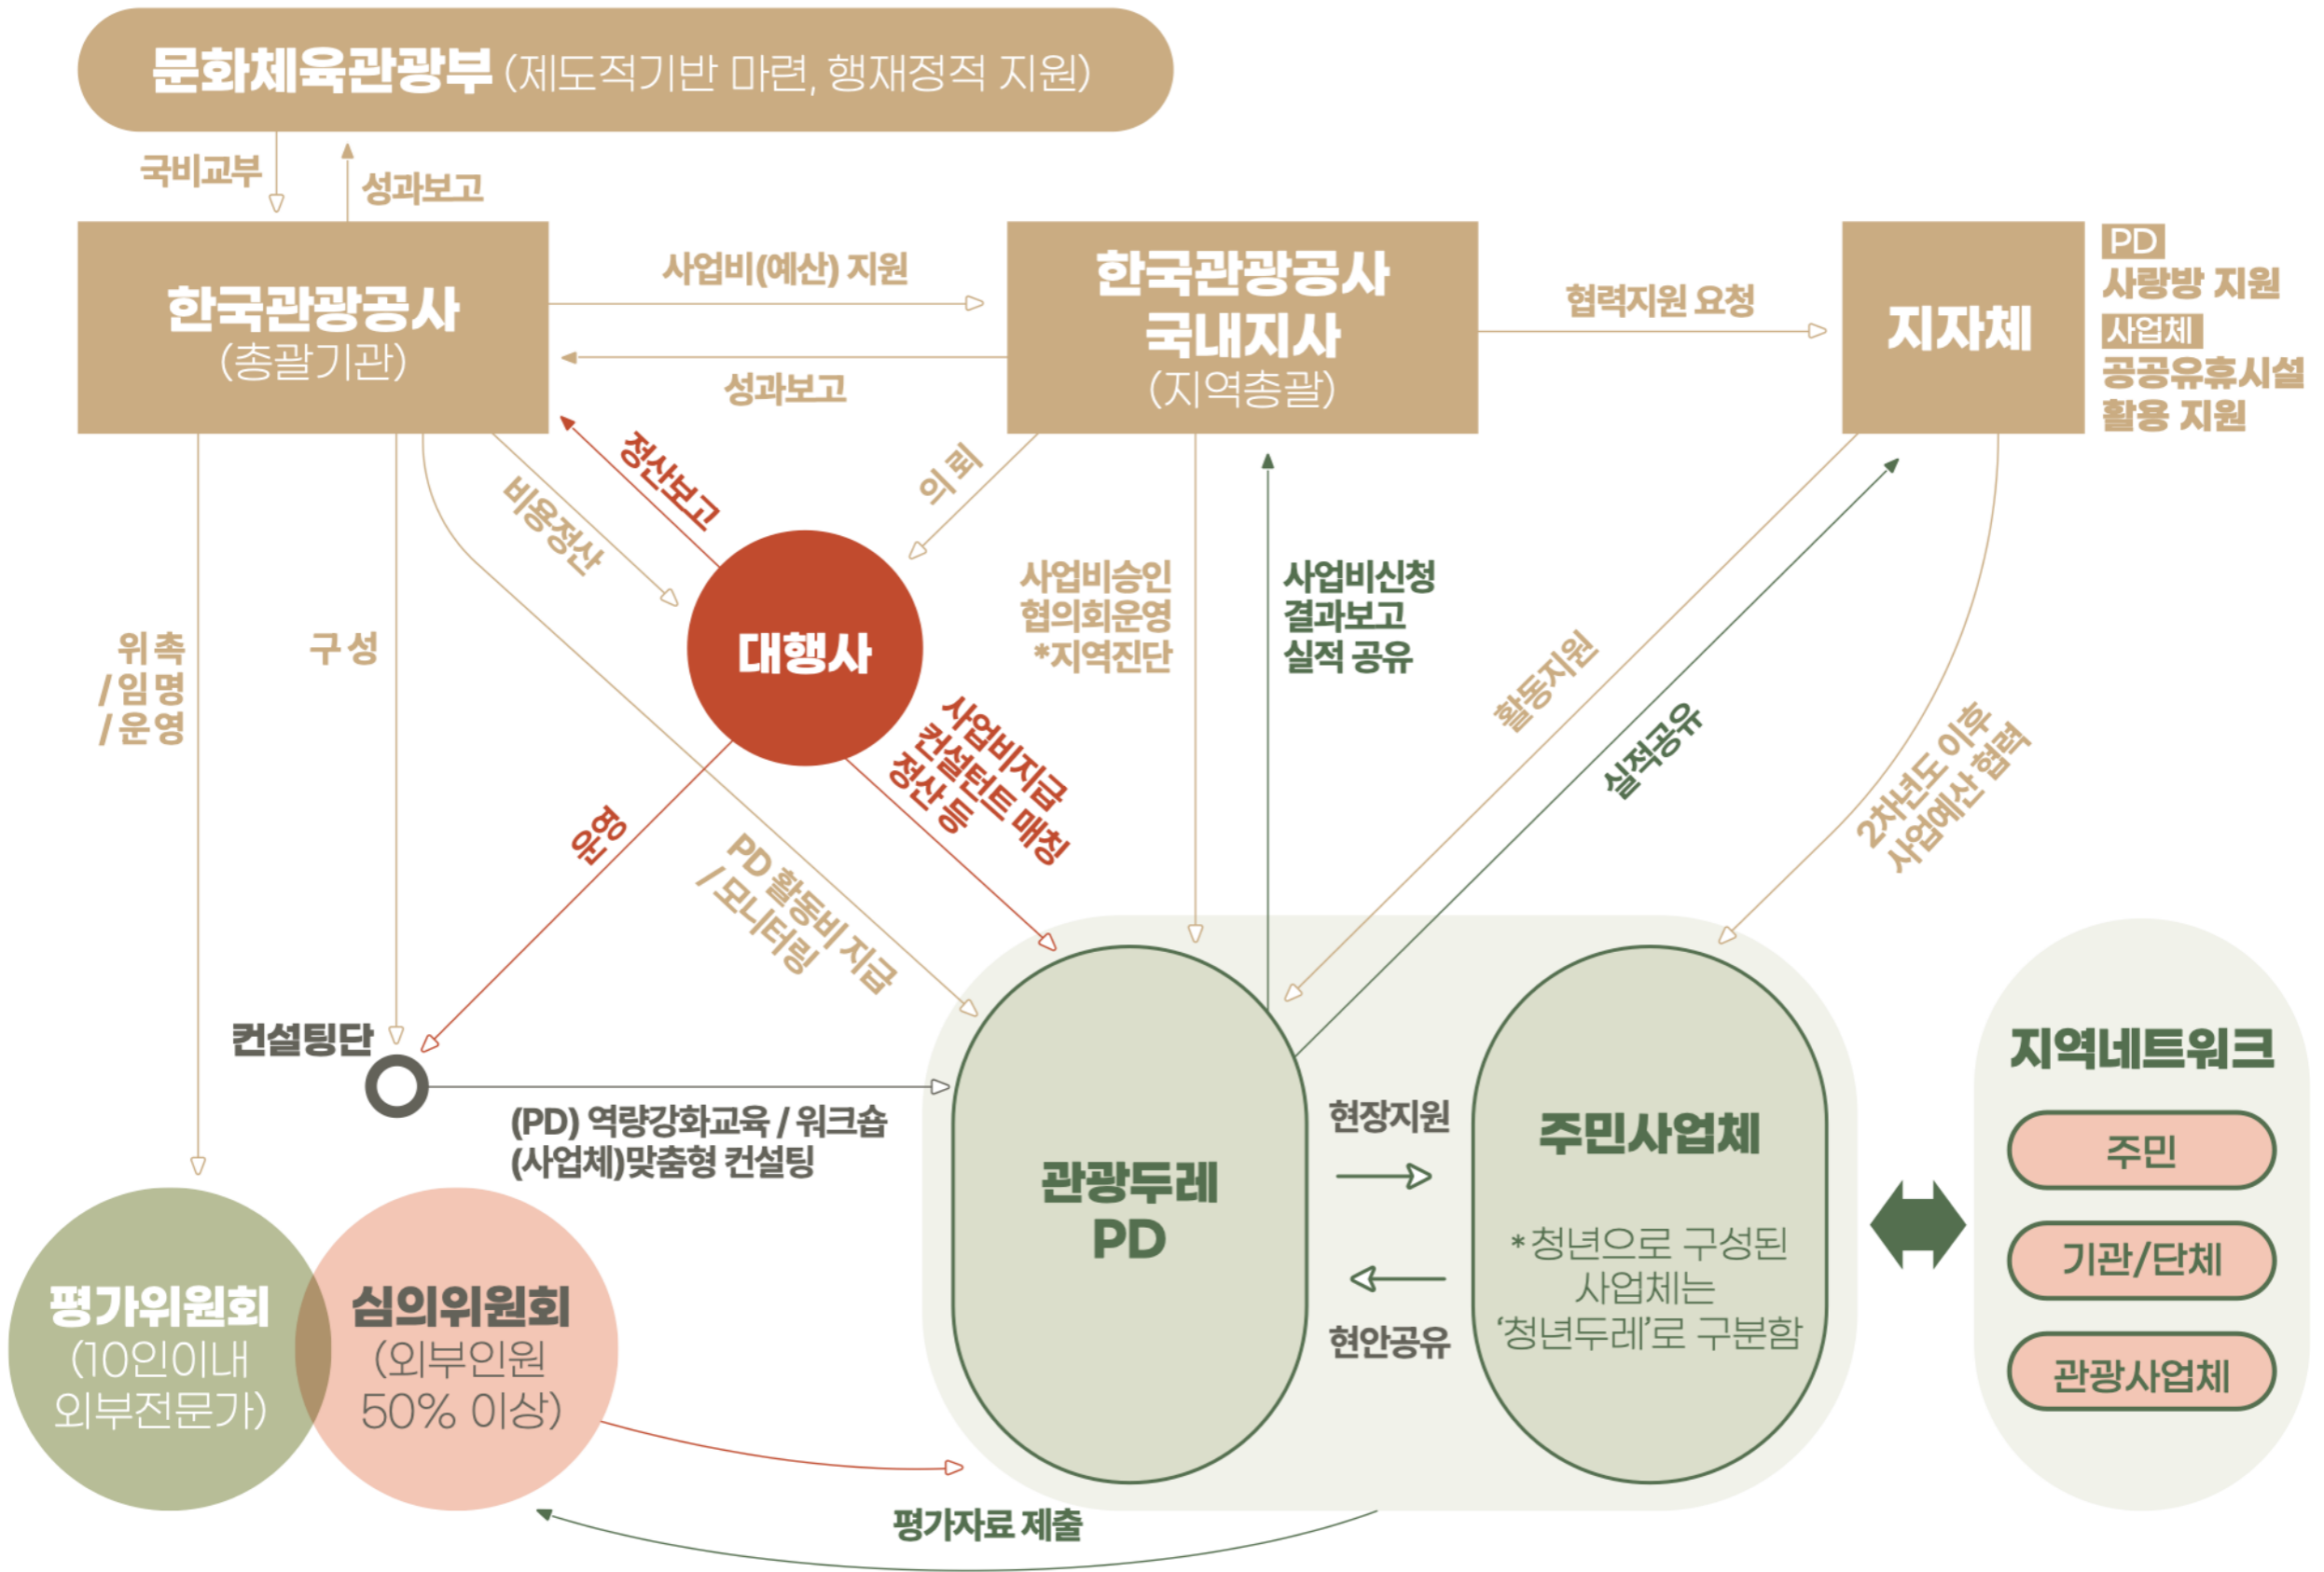 문화체육관광부 (제도적기반 마련, 행재정적 지원)
국비교부
성과보고
한국관광공사
(총괄기관)
사업비(예산) 지원
성과보고
한국관광공사
국내지사
(지역총괄)
협력지원 요청
지자체
PD
사랑방 지원
사업체
공공유휴시설
활용 지원
정산보고
비용정산
의뢰
대행사
위촉
/임명
/운영
구성
사업비승인
협의회운영
*지역진단
사업비신청
결과보고
실적 공유
활동지원
실적공유
2차년도 이후
사업예산 협력
사업비지급
컨설턴트 매칭
정산 등
운영
PD 활동비 지급
/모니터링
컨설팅단
(PD) 역량강화교육 / 워크숍
(사업체)맞춤형 컨설팅
관광두레
PD
현장지원
현안공유
주민사업체
*청년으로 구성된
사업체는
‘청년두레’로 구분함
지역네트워크
주민
기관/단체
관광사업체
평가위원회
(10인이내
외부전문가)
심의위원회
(외부인원
50% 이상)
평가자료 제출